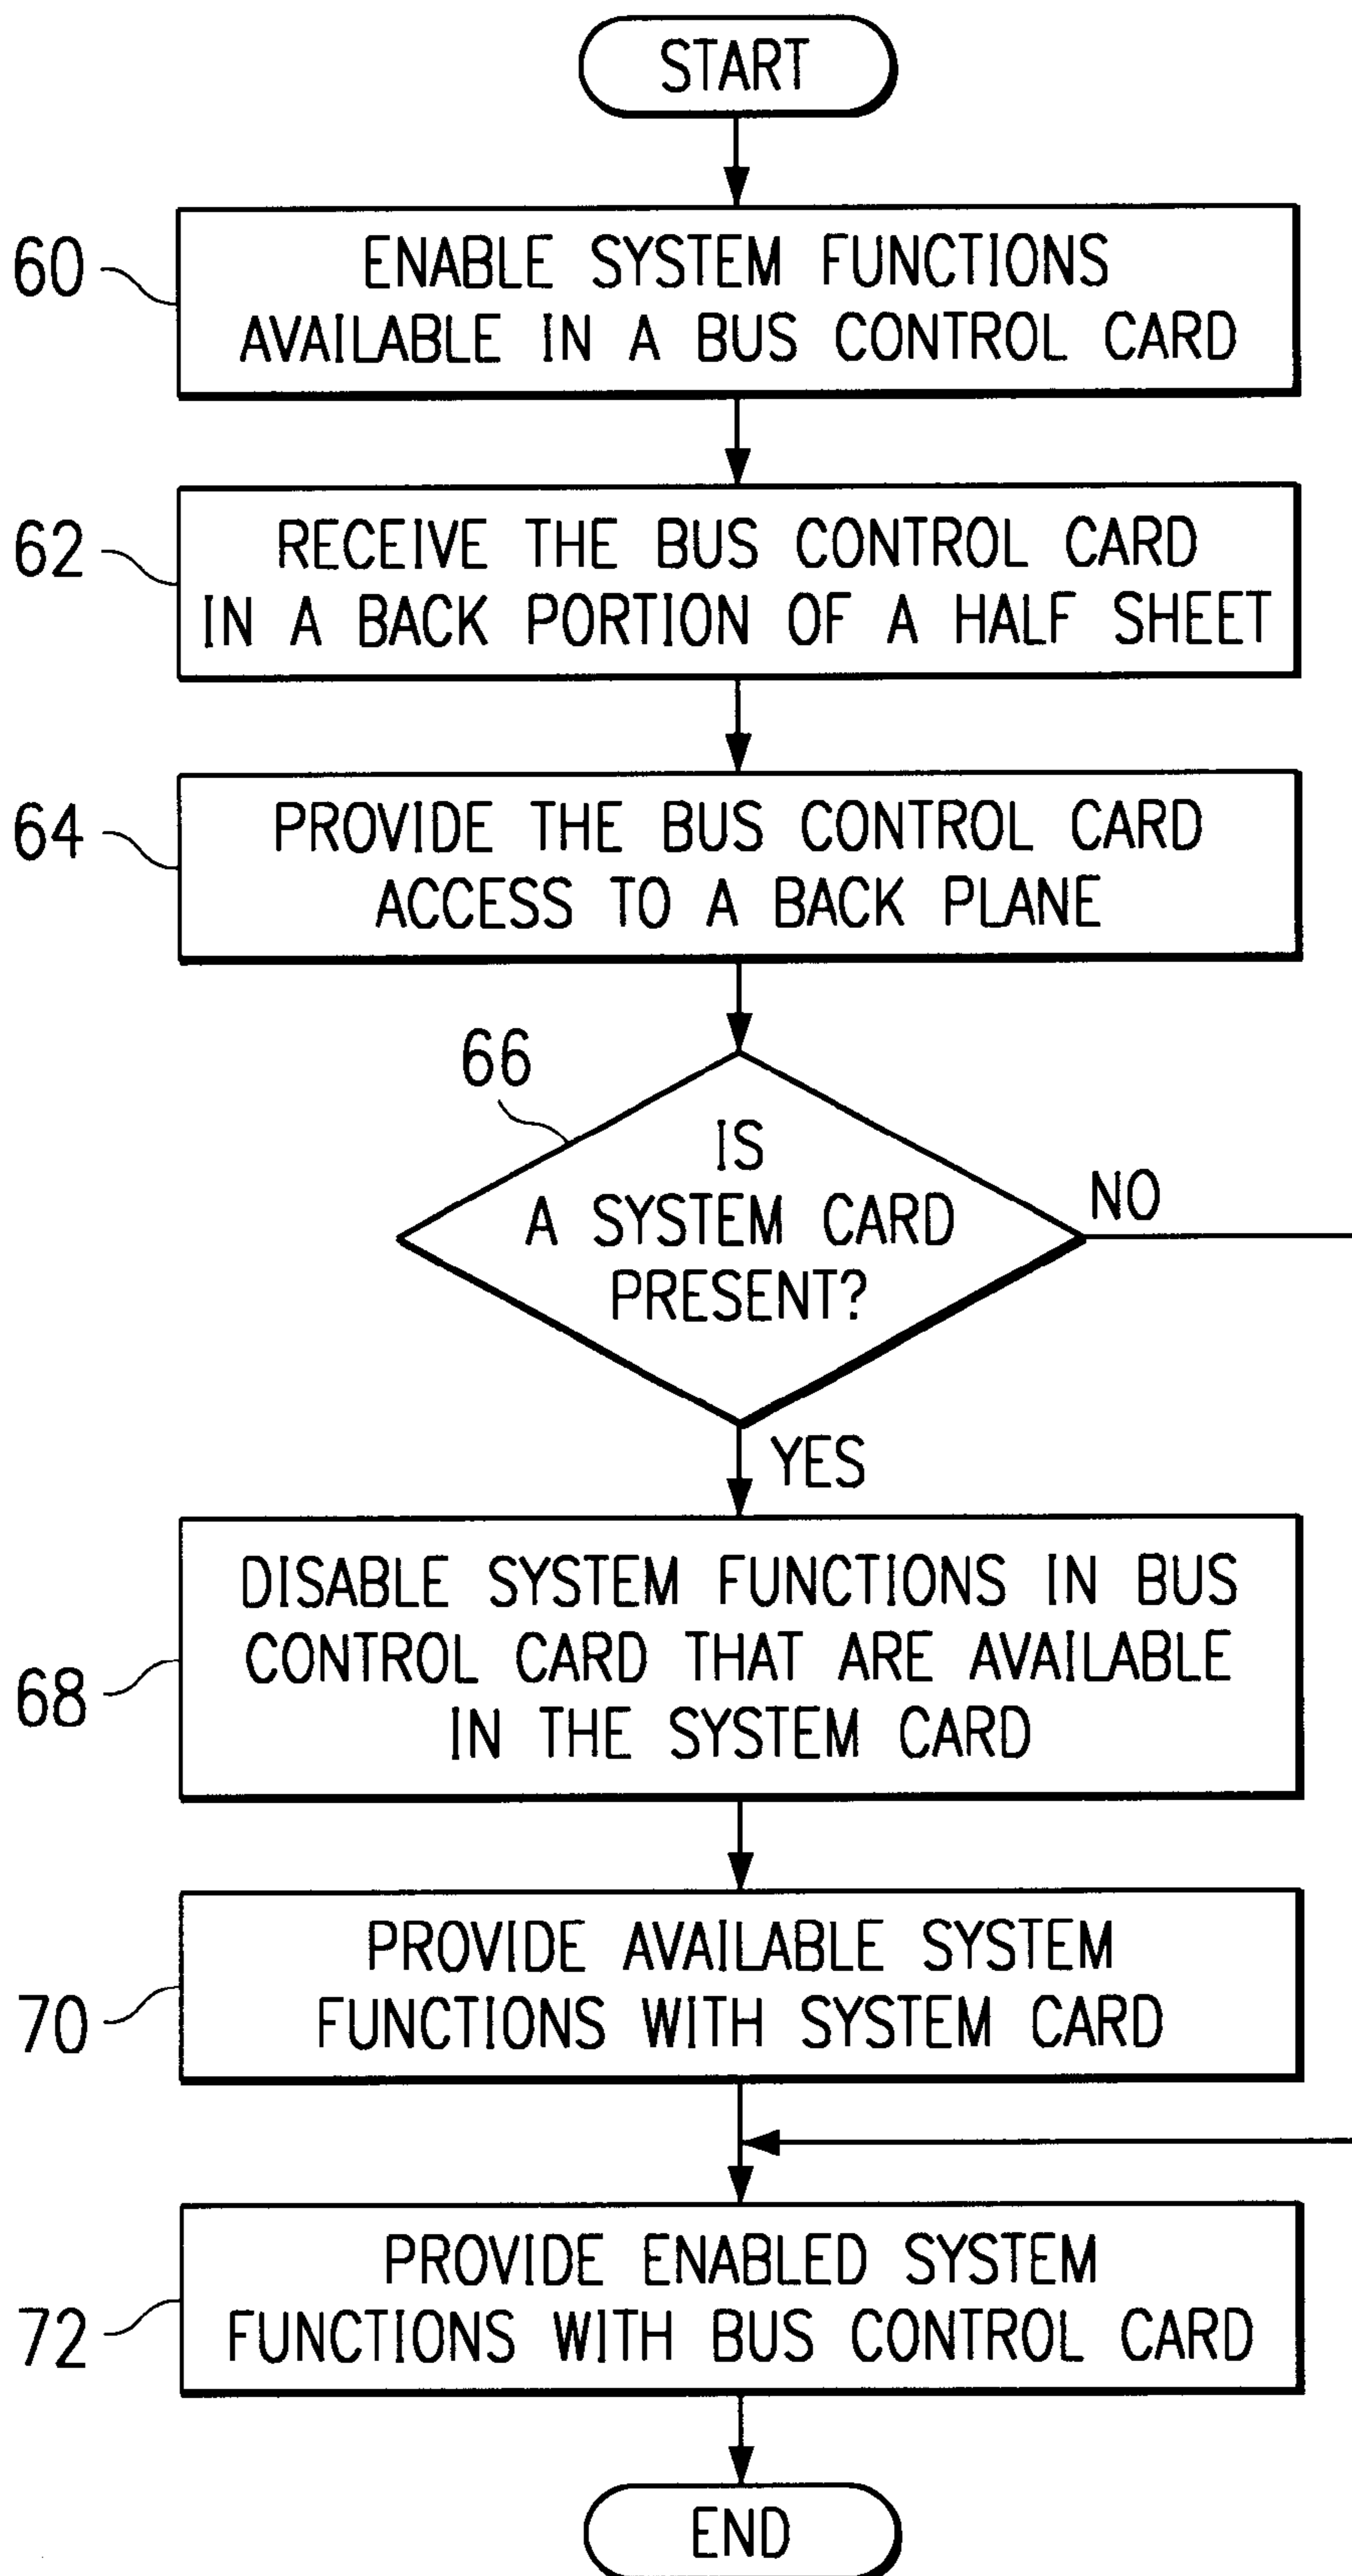 START
60
ENABLE SYSTEM FUNCTIONS
AVAILABLE IN A BUS CONTROL CARD
62
RECEIVE THE BUS CONTROL CARD
IN A BACK PORTION OF A HALF SHEET
64
PROVIDE THE BUS CONTROL CARD
ACCESS TO A BACK PLANE
66
IS
A SYSTEM CARD
PRESENT?
NO
YES
68
DISABLE SYSTEM FUNCTIONS IN BUS
CONTROL CARD THAT ARE AVAILABLE
IN THE SYSTEM CARD
70
PROVIDE AVAILABLE SYSTEM
FUNCTIONS WITH SYSTEM CARD
72
PROVIDE ENABLED SYSTEM
FUNCTIONS WITH BUS CONTROL CARD
END